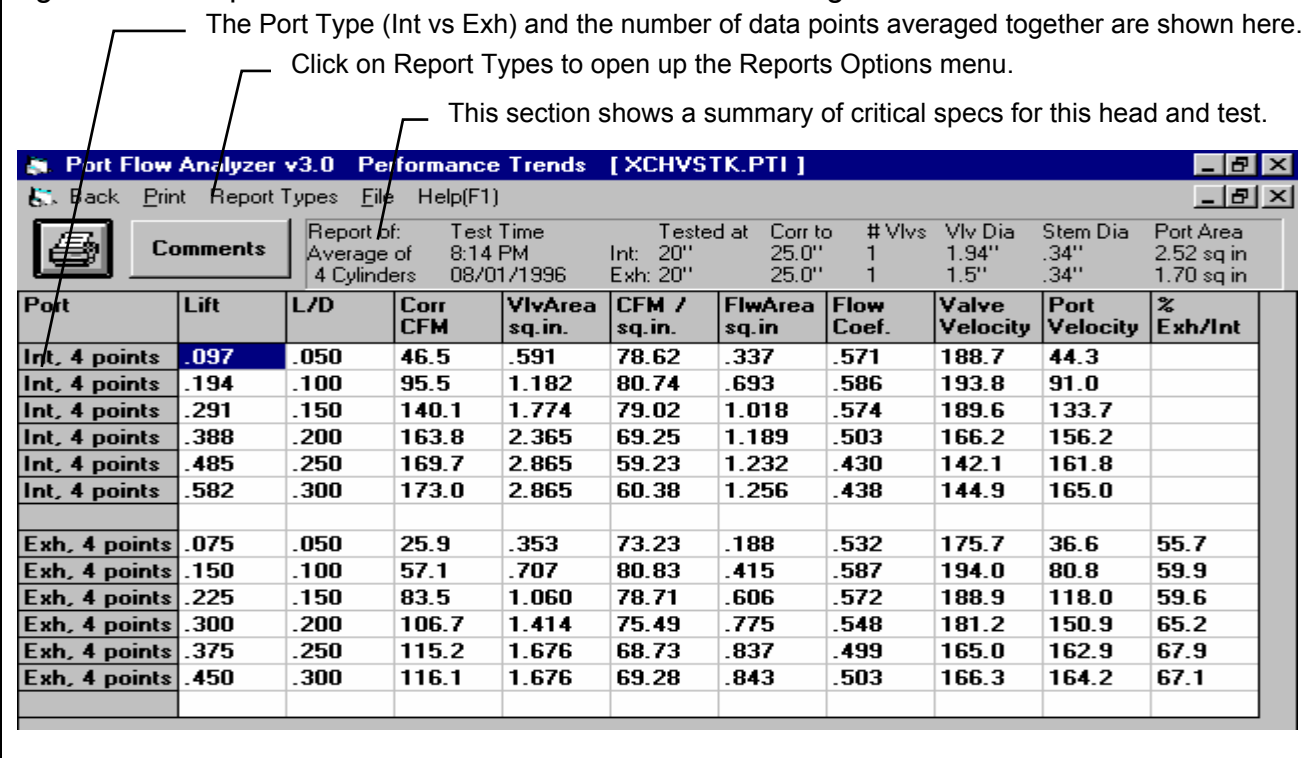 The Port Type (Int vs Exh) and the number of data points averaged together are shown here.
Click on Report Types to open up the Reports Options menu.
This section shows a summary of critical specs for this head and test.
Port Flow Analyzer v3.0 Performance Trends [ XCHVSTK.PTI ]
Back Print Report Types File Help(F1)
Comments
Report of: Test Time Tested at Corr to # Vlvs Vlv Dia Stem Dia Port Area
Average of 8:14 PM Int: 20" 25.0" 1 1.94" .34" 2.52 sq in
4 Cylinders 08/01/1996 Exh: 20" 25.0" 1 1.5" .34" 1.70 sq in
Port Lift L/D Corr VlvArea CFM / FlwArea Flow Valve Port %
CFM sq.in. sq.in. sq.in Coef. Velocity Velocity Exh/Int
Int, 4 points .097 .050 46.5 .591 78.62 .337 .571 188.7 44.3
Int, 4 points .194 .100 95.5 1.182 80.74 .693 .586 193.8 91.0
Int, 4 points .291 .150 140.1 1.774 79.02 1.018 .574 189.6 133.7
Int, 4 points .388 .200 163.8 2.365 69.25 1.189 .503 166.2 156.2
Int, 4 points .485 .250 169.7 2.865 59.23 1.232 .430 142.1 161.8
Int, 4 points .582 .300 173.0 2.865 60.38 1.256 .438 144.9 165.0
Exh, 4 points .075 .050 25.9 .353 73.23 .188 .532 175.7 36.6 55.7
Exh, 4 points .150 .100 57.1 .707 80.83 .415 .587 194.0 80.8 59.9
Exh, 4 points .225 .150 83.5 1.060 78.71 .606 .572 188.9 118.0 59.6
Exh, 4 points .300 .200 106.7 1.414 75.49 .775 .548 181.2 150.9 65.2
Exh, 4 points .375 .250 115.2 1.676 68.73 .837 .499 165.0 162.9 67.9
Exh, 4 points .450 .300 116.1 1.676 69.28 .843 .503 166.3 164.2 67.1